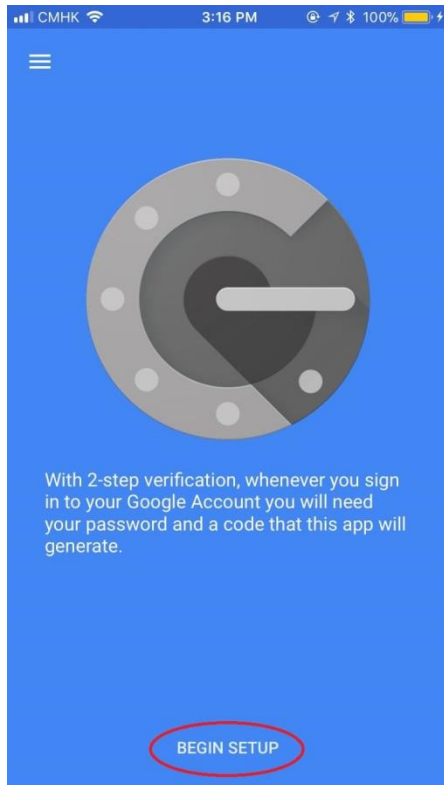 CMHK 3:16 PM 100%
With 2-step verification, whenever you sign
in to your Google Account you will need
your password and a code that this app will
generate.
BEGIN SETUP